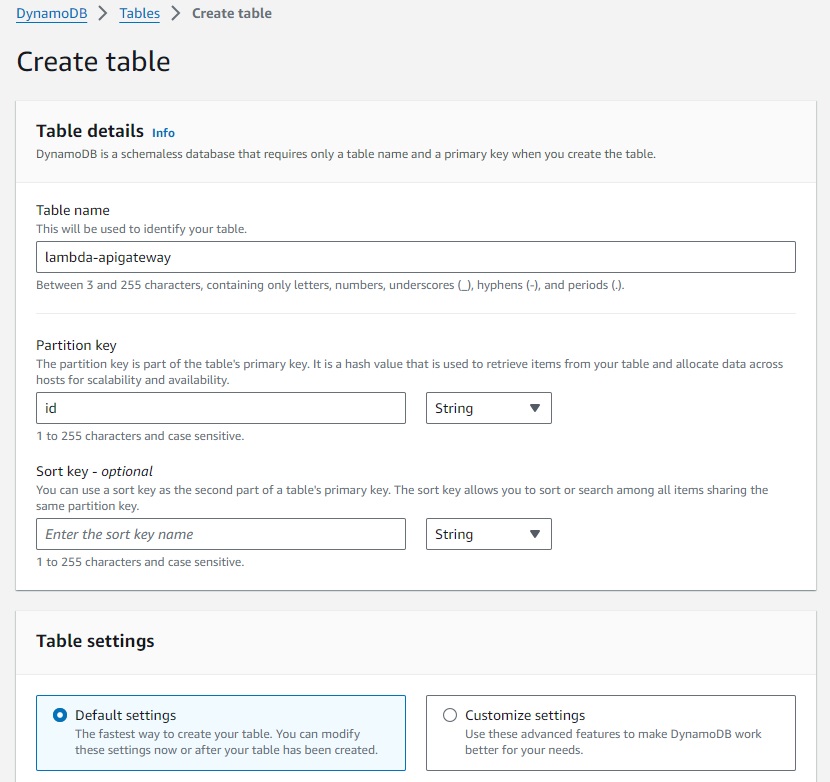 DynamoDB > Tables > Create table
Create table
Table details Info
DynamoDB is a schemaless database that requires only a table name and a primary key when you create the table.
Table name
This will be used to identify your table.
lambda-apigateway
Between 3 and 255 characters, containing only letters, numbers, underscores (_), hyphens (-), and periods (.).
Partition key
The partition key is part of the table's primary key. It is a hash value that is used to retrieve items from your table and allocate data across
hosts for scalability and availability.
id String
1 to 255 characters and case sensitive.
Sort key - optional
You can use a sort key as the second part of a table's primary key. The sort key allows you to sort or search among all items sharing the
same partition key.
Enter the sort key name String
1 to 255 characters and case sensitive.
Table settings
Default settings
The fastest way to create your table. You can modify
these settings now or after your table has been created.
Customize settings
Use these advanced features to make DynamoDB work
better for your needs.